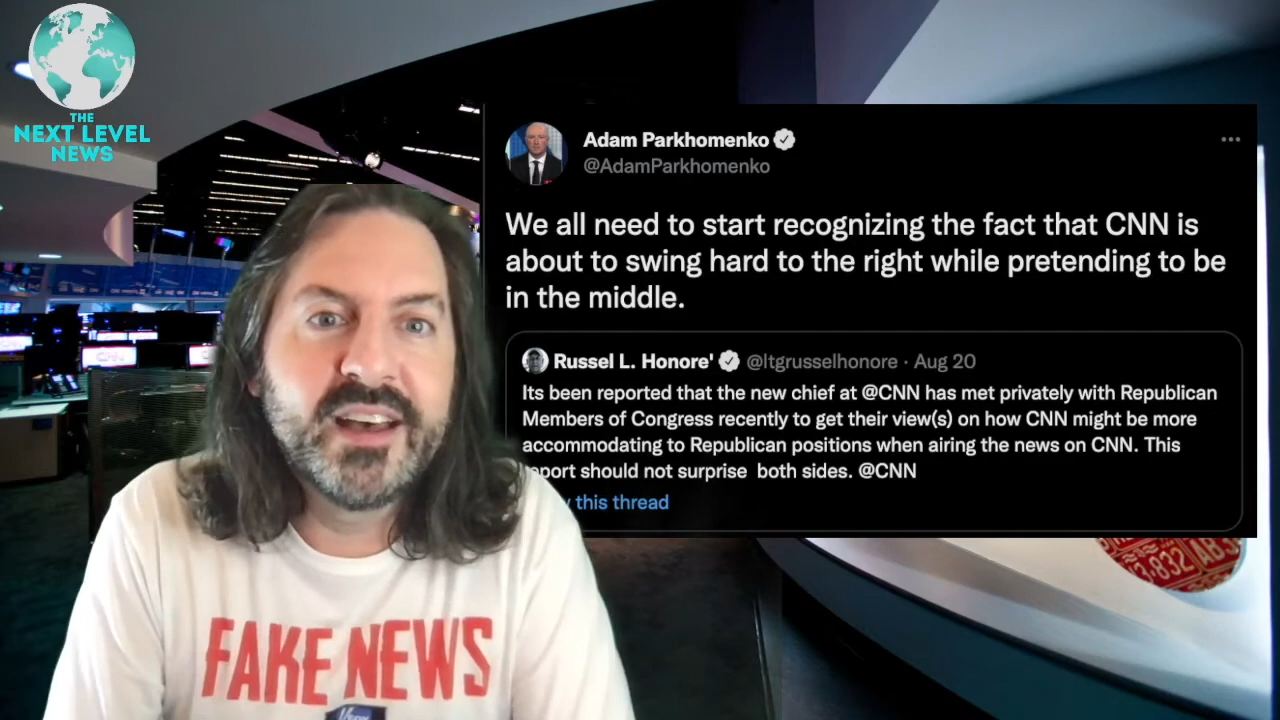 THE
NEXT LEVEL
NEWS
Adam Parkhomenko
@AdamParkhomenko
We all need to start recognizing the fact that CNN is
about to swing hard to the right while pretending to be
in the middle.
Russel L. Honore' @ltgrusselhonore · Aug 20
Its been reported that the new chief at @CNN has met privately with Republican
Members of Congress recently to get their view(s) on how CNN might be more
accommodating to Republican positions when airing the news on CNN. This
should not surprise both sides. @CNN
this thread
CNN
FAKE NEWS